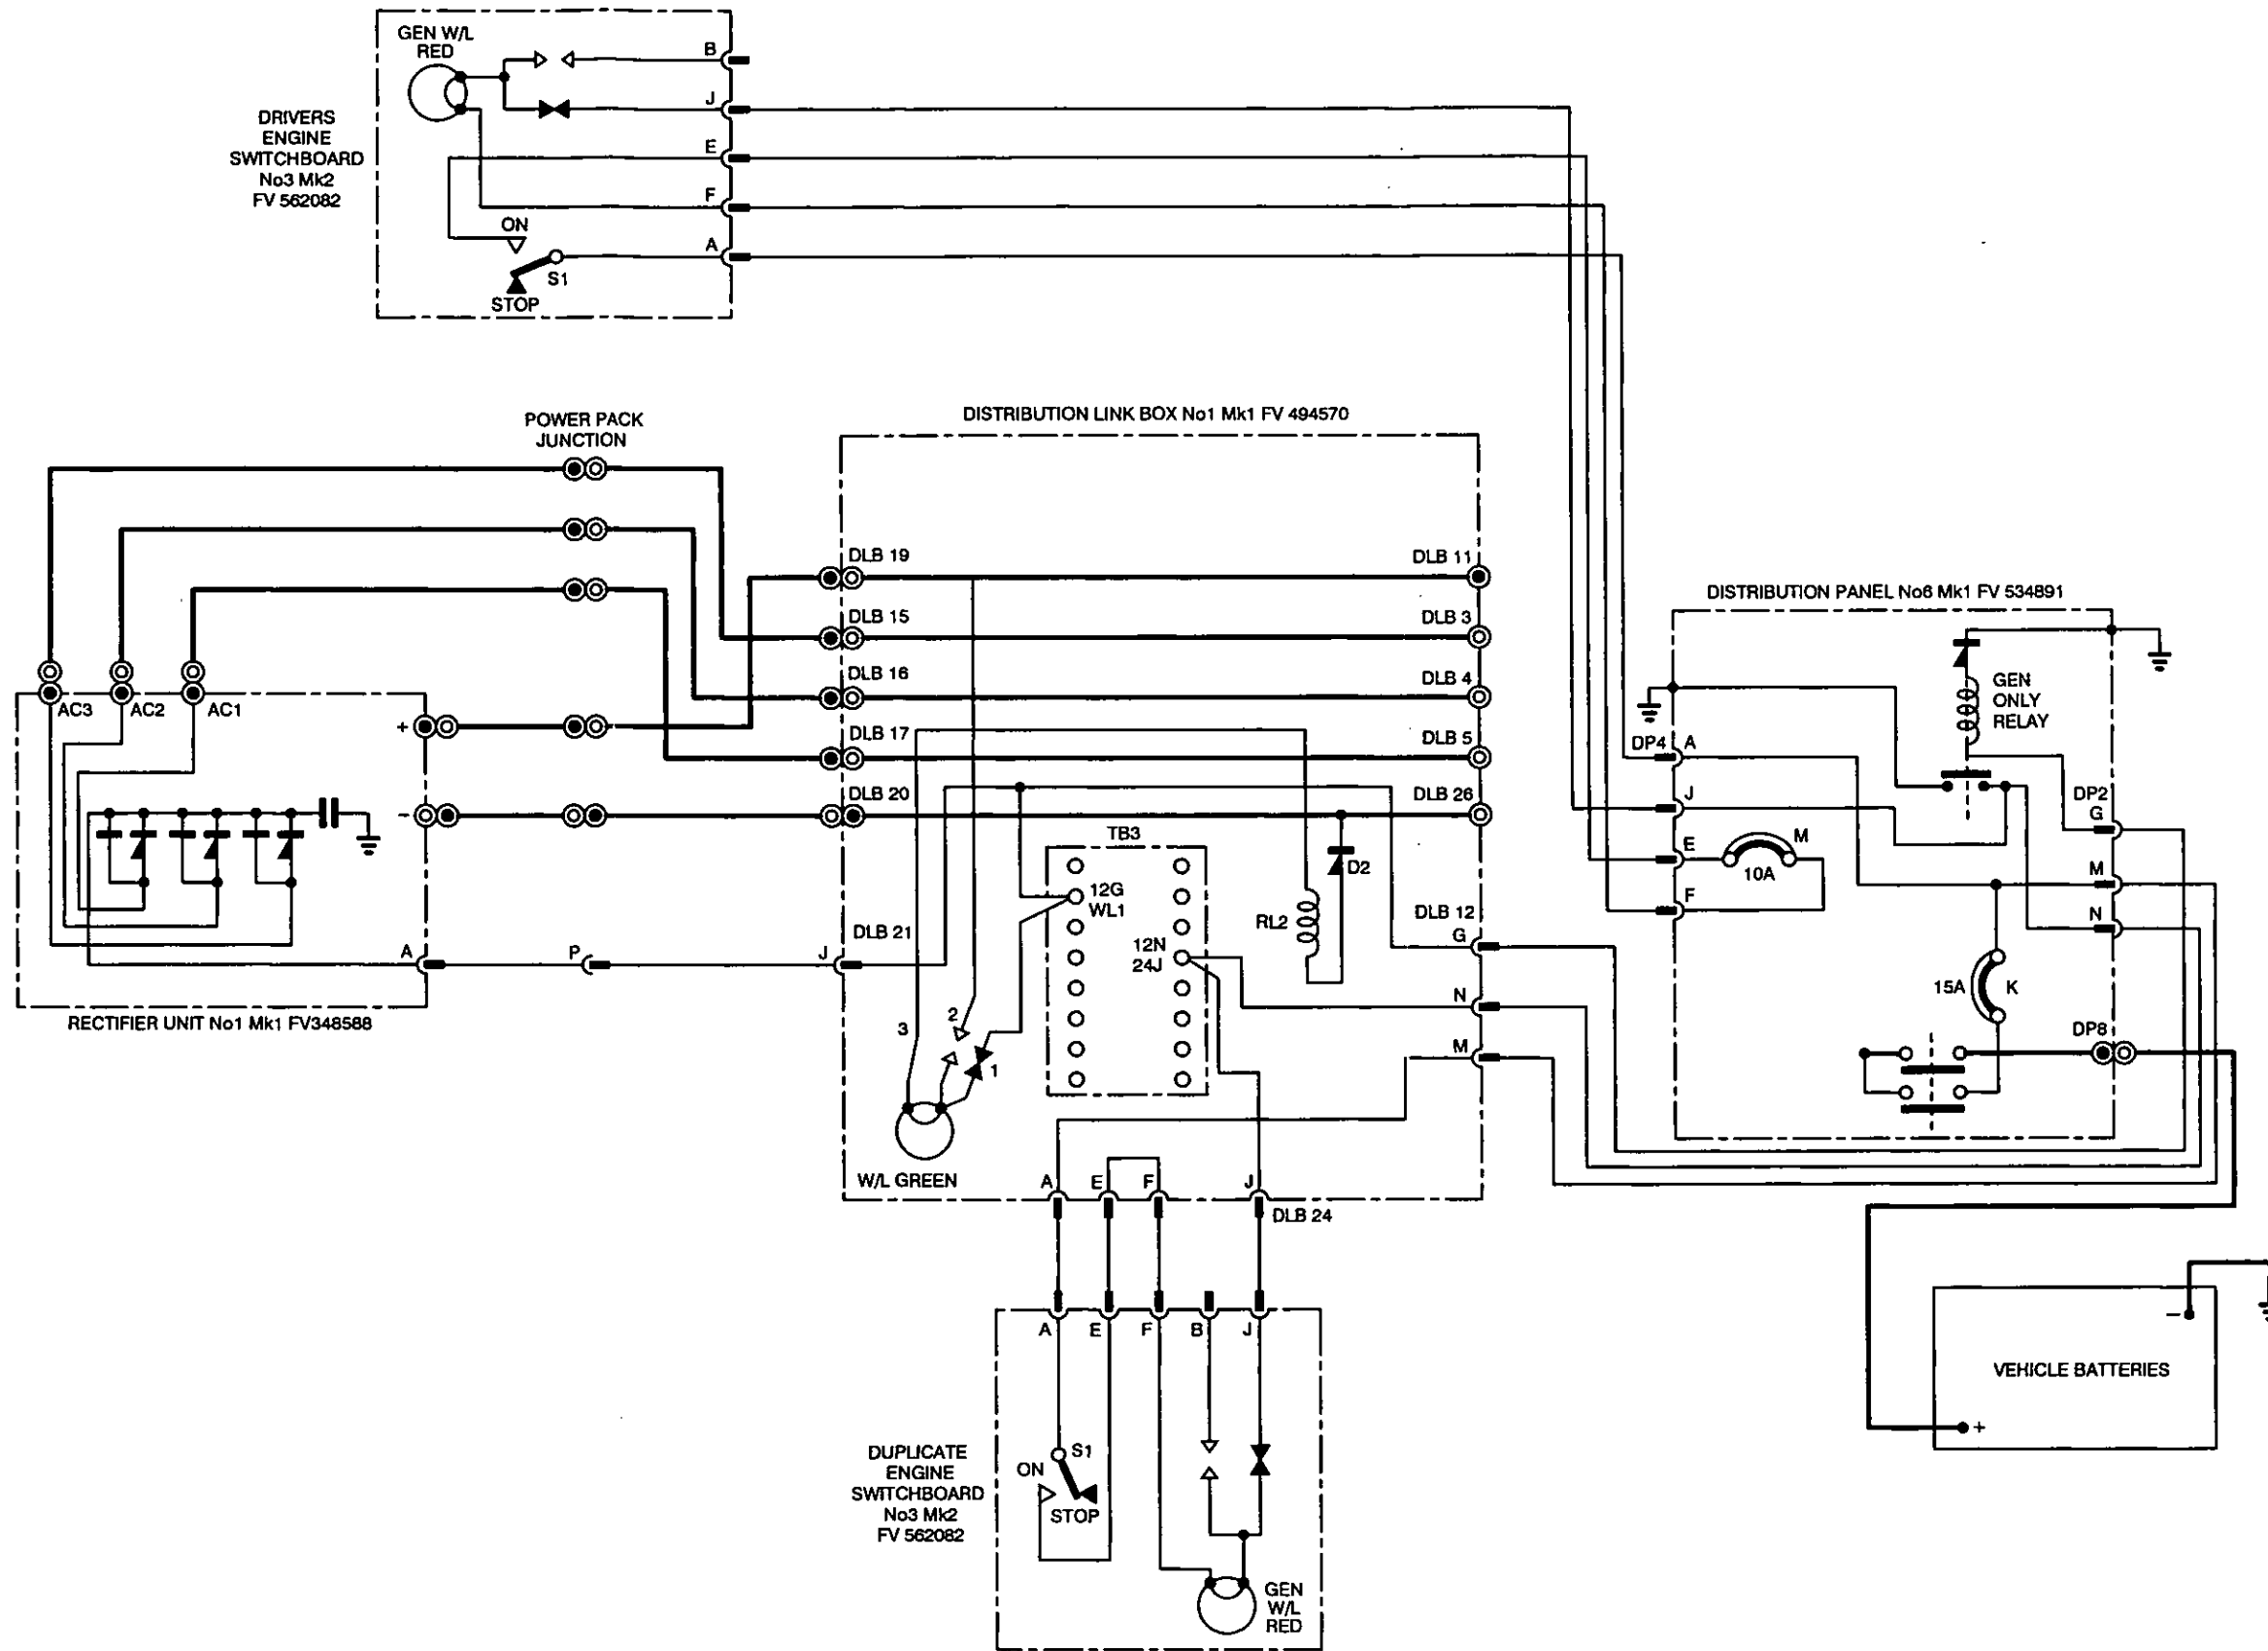 GEN W/L
RED
B
J
E
F
A
ON
S1
STOP
DRIVERS
ENGINE
SWITCHBOARD
No3 Mk2
FV 562082
POWER PACK
JUNCTION
DISTRIBUTION LINK BOX No1 Mk1 FV 494570
DLB 19
DLB 11
DLB 15
DLB 3
DLB 16
DLB 4
DLB 17
DLB 5
DLB 20
DLB 26
AC3
AC2
AC1
+
–
A
P
J
DLB 21
RECTIFIER UNIT No1 Mk1 FV348588
TB3
12G
WL1
12N
24J
D2
RL2
DLB 12
G
N
M
3
2
1
W/L GREEN
A
E
F
J
DLB 24
DISTRIBUTION PANEL No6 Mk1 FV 534891
GEN
ONLY
RELAY
DP4
A
J
E
F
M
10A
DP2
G
M
N
15A
K
DP8
–
VEHICLE BATTERIES
+
A
E
F
B
J
S1
ON
STOP
DUPLICATE
ENGINE
SWITCHBOARD
No3 Mk2
FV 562082
GEN
W/L
RED